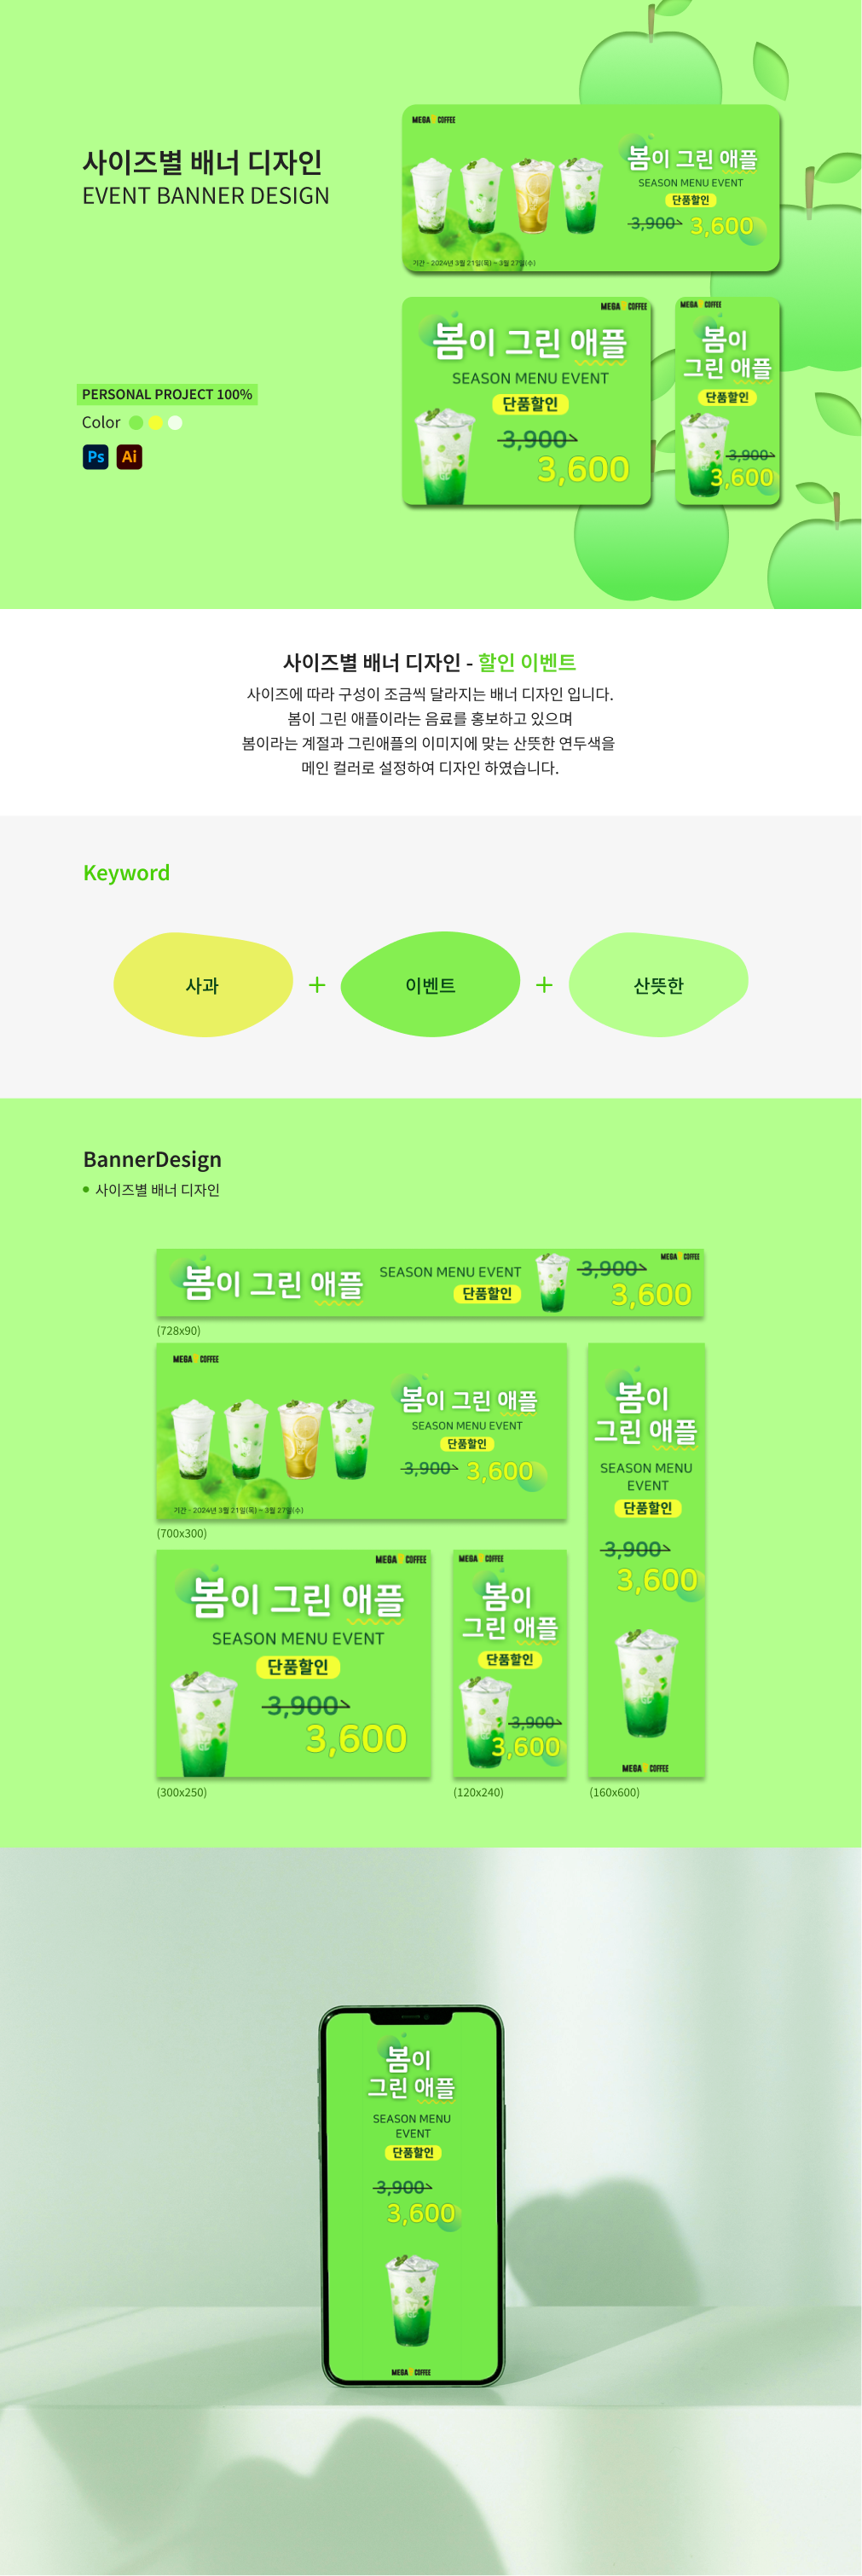 사이즈별 배너 디자인
EVENT BANNER DESIGN
PERSONAL PROJECT 100%
Color
Ps Ai
MEGA COFFEE
봄이 그린 애플
SEASON MENU EVENT
단품할인
3,900 3,600
기간 - 2024년 3월 21일(목) ~ 3월 27일(수)
MEGA COFFEE
봄이 그린 애플
SEASON MENU EVENT
단품할인
3,900
3,600
MEGA COFFEE
봄이
그린 애플
단품할인
3,900
3,600
사이즈별 배너 디자인 - 할인 이벤트
사이즈에 따라 구성이 조금씩 달라지는 배너 디자인 입니다.
봄이 그린 애플이라는 음료를 홍보하고 있으며
봄이라는 계절과 그린애플의 이미지에 맞는 산뜻한 연두색을
메인 컬러로 설정하여 디자인 하였습니다.
Keyword
사과 + 이벤트 + 산뜻한
BannerDesign
사이즈별 배너 디자인
봄이 그린 애플
SEASON MENU EVENT
단품할인
3,900
3,600
MEGA COFFEE
(728x90)
MEGA COFFEE
봄이 그린 애플
SEASON MENU EVENT
단품할인
3,900 3,600
기간 - 2024년 3월 21일(목) ~ 3월 27일(수)
(700x300)
MEGA COFFEE
봄이 그린 애플
SEASON MENU EVENT
단품할인
3,900
3,600
(300x250)
MEGA COFFEE
봄이
그린 애플
단품할인
3,900
3,600
(120x240)
봄이
그린 애플
SEASON MENU
EVENT
단품할인
3,900
3,600
MEGA COFFEE
(160x600)
봄이
그린 애플
SEASON MENU
EVENT
단품할인
3,900
3,600
MEGA COFFEE